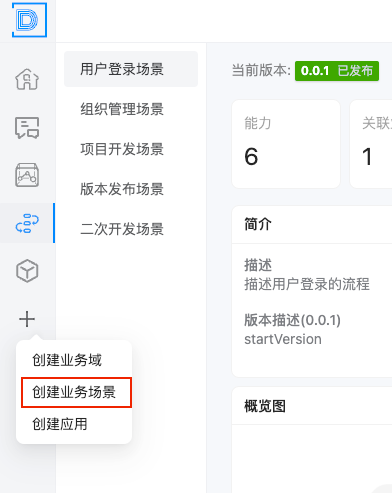 用户登录场景
组织管理场景
项目开发场景
版本发布场景
二次开发场景
创建业务域
创建业务场景
创建应用
当前版本: 0.0.1 已发布
能力
6
关联
1
简介
描述
描述用户登录的流程
版本描述(0.0.1)
startVersion
概览图